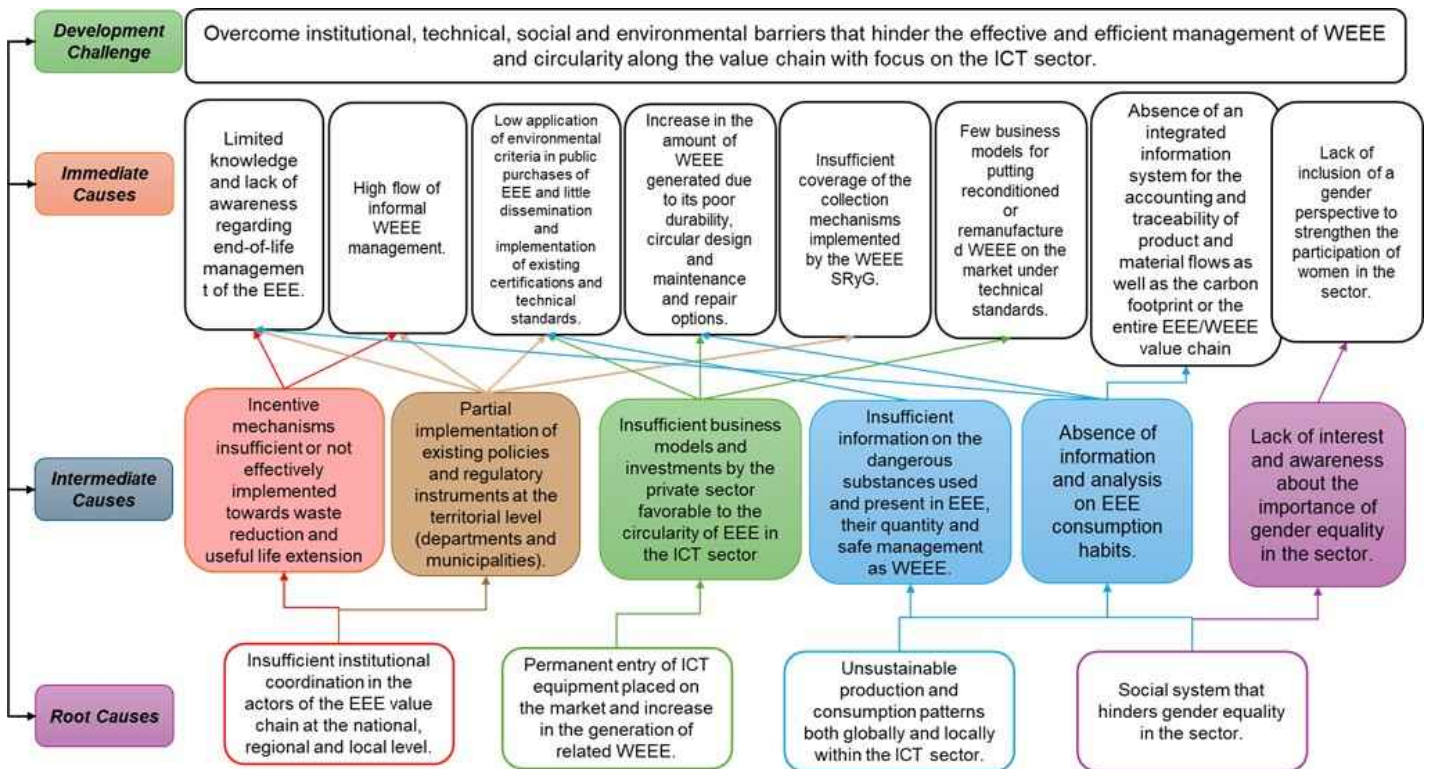 Development
Challenge
Overcome institutional, technical, social and environmental barriers that hinder the effective and efficient management of WEEE
and circularity along the value chain with focus on the ICT sector.
Immediate
Causes
Limited
knowledge
and lack of
awareness
regarding
end-of-life
managemen
t of the EEE.
High flow of
informal
WEEE
management.
Low application
of environmental
criteria in public
purchases of
EEE and little
dissemination
and
implementation
of existing
certifications and
technical
standards.
Increase in the
amount of
WEEE
generated due
to its poor
durability,
circular design
and
maintenance
and repair
options.
Insufficient
coverage of the
collection
mechanisms
implemented
by the WEEE
SRyG.
Few business
models for
putting
reconditioned
or
remanufacture
d WEEE on the
market under
technical
standards.
Absence of an
integrated
information
system for the
accounting and
traceability of
product and
material flows as
well as the carbon
footprint or the
entire EEE/WEEE
value chain
Lack of
inclusion of a
gender
perspective to
strengthen the
participation of
women in the
sector.
Intermediate
Causes
Incentive
mechanisms
insufficient or not
effectively
implemented
towards waste
reduction and
useful life extension
Partial
implementation of
existing policies
and regulatory
instruments at the
territorial level
(departments and
municipalities).
Insufficient business
models and
investments by the
private sector
favorable to the
circularity of EEE in
the ICT sector
Insufficient
information on the
dangerous
substances used
and present in EEE,
their quantity and
safe management
as WEEE.
Absence of
information
and analysis
on EEE
consumption
habits.
Lack of interest
and awareness
about the
importance of
gender equality
in the sector.
Root Causes
Insufficient institutional
coordination in the
actors of the EEE value
chain at the national,
regional and local level.
Permanent entry of ICT
equipment placed on
the market and increase
in the generation of
related WEEE.
Unsustainable
production and
consumption patterns
both globally and locally
within the ICT sector.
Social system that
hinders gender equality
in the sector.